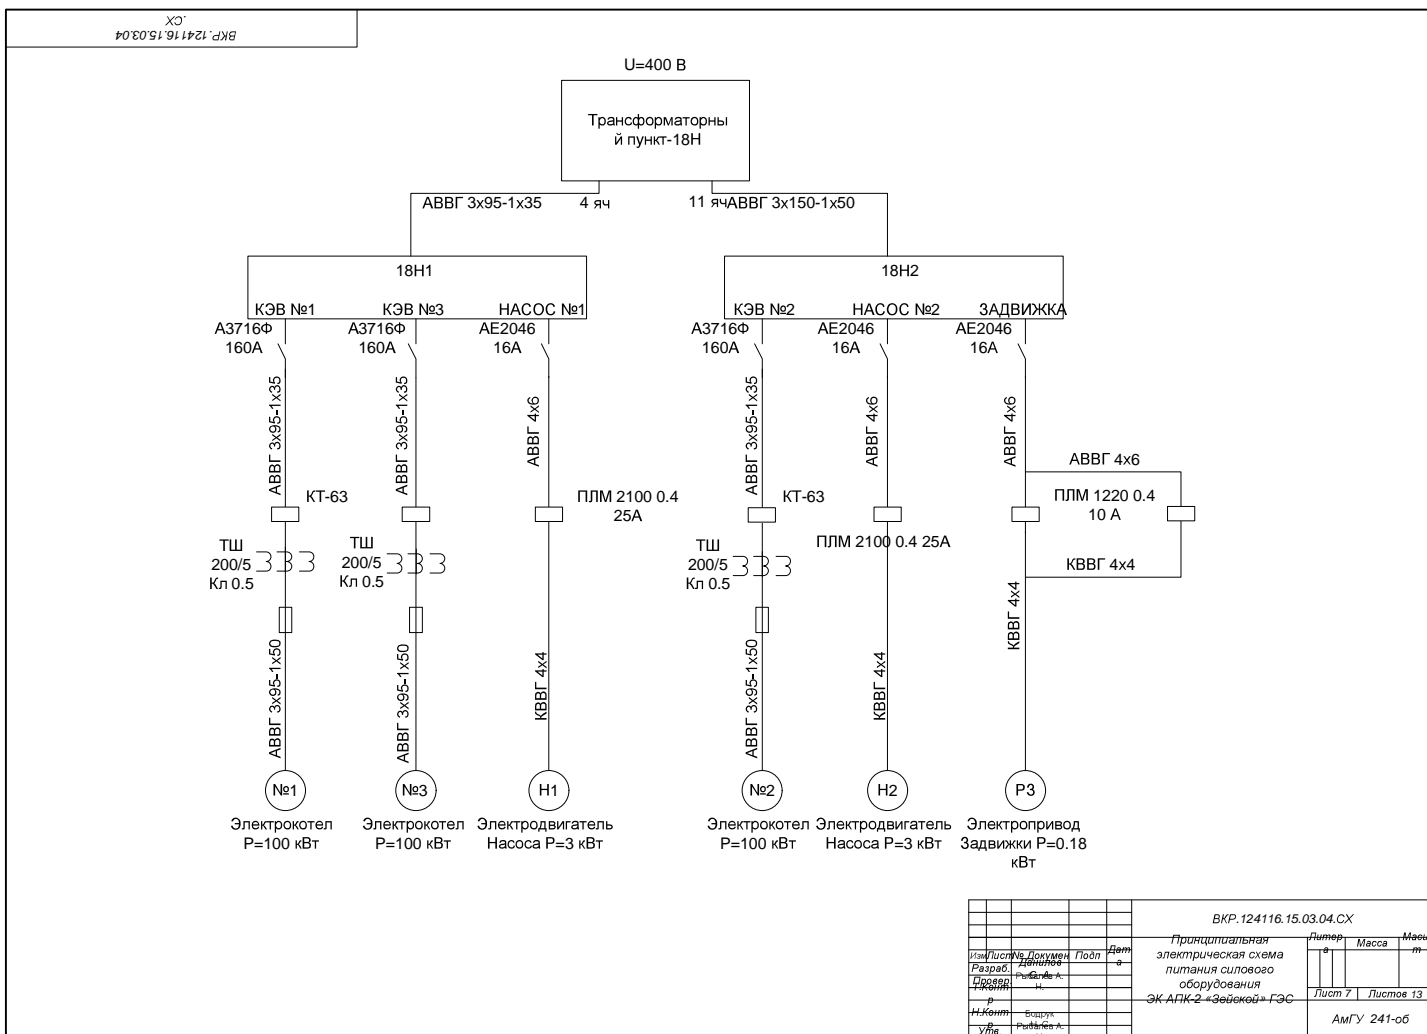 ВКР.124116.15.03.04
.СХ
U=400 В
Трансформаторны
й пункт-18Н
АВВГ 3х95-1х35
4 яч
11 яч
АВВГ 3х150-1х50
18Н1
КЭВ №1
КЭВ №3
НАСОС №1
18Н2
КЭВ №2
НАСОС №2
ЗАДВИЖКА
А3716Ф
160А
А3716Ф
160А
АЕ2046
16А
А3716Ф
160А
АЕ2046
16А
АЕ2046
16А
АВВГ 3х95-1х35
АВВГ 3х95-1х35
АВВГ 4х6
АВВГ 3х95-1х35
АВВГ 4х6
АВВГ 4х6
АВВГ 4х6
КТ-63
ПЛМ 2100 0.4
25А
КТ-63
ПЛМ 2100 0.4 25А
ПЛМ 1220 0.4
10 А
ТШ
200/5
Кл 0.5
ТШ
200/5
Кл 0.5
ТШ
200/5
Кл 0.5
КВВГ 4х4
АВВГ 3х95-1х50
АВВГ 3х95-1х50
КВВГ 4х4
АВВГ 3х95-1х50
КВВГ 4х4
КВВГ 4х4
№1
№3
Н1
№2
Н2
Р3
Электрокотел
Р=100 кВт
Электрокотел
Р=100 кВт
Электродвигатель
Насоса Р=3 кВт
Электрокотел
Р=100 кВт
Электродвигатель
Насоса Р=3 кВт
Электропривод
Задвижки Р=0.18
кВт
ВКР.124116.15.03.04.СХ
Изм
Лист
№ Докумен
Подп
Дат
а
Разраб.
Данилов
С. А.
Провер.
Рыбалев А.
Н.
Т.Конт
р
Н.Конт
р
Бодрук
Н. С.
Утв
Рыбалев А.
Принципиальная
электрическая схема
питания силового
оборудования
ЭК АПК-2 «Зейской» ГЭС
Литер
а
Масса
Лист 7
Листов 13
АмГУ 241-об